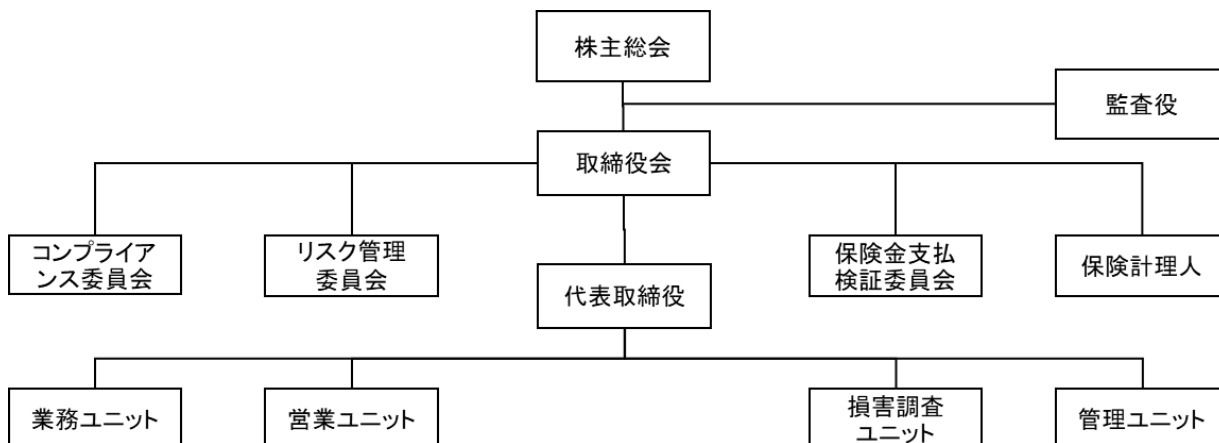 株主総会
監査役
取締役会
コンプライア
ンス委員会
リスク管理
委員会
保険金支払
検証委員会
保険計理人
代表取締役
業務ユニット
営業ユニット
損害調査
ユニット
管理ユニット